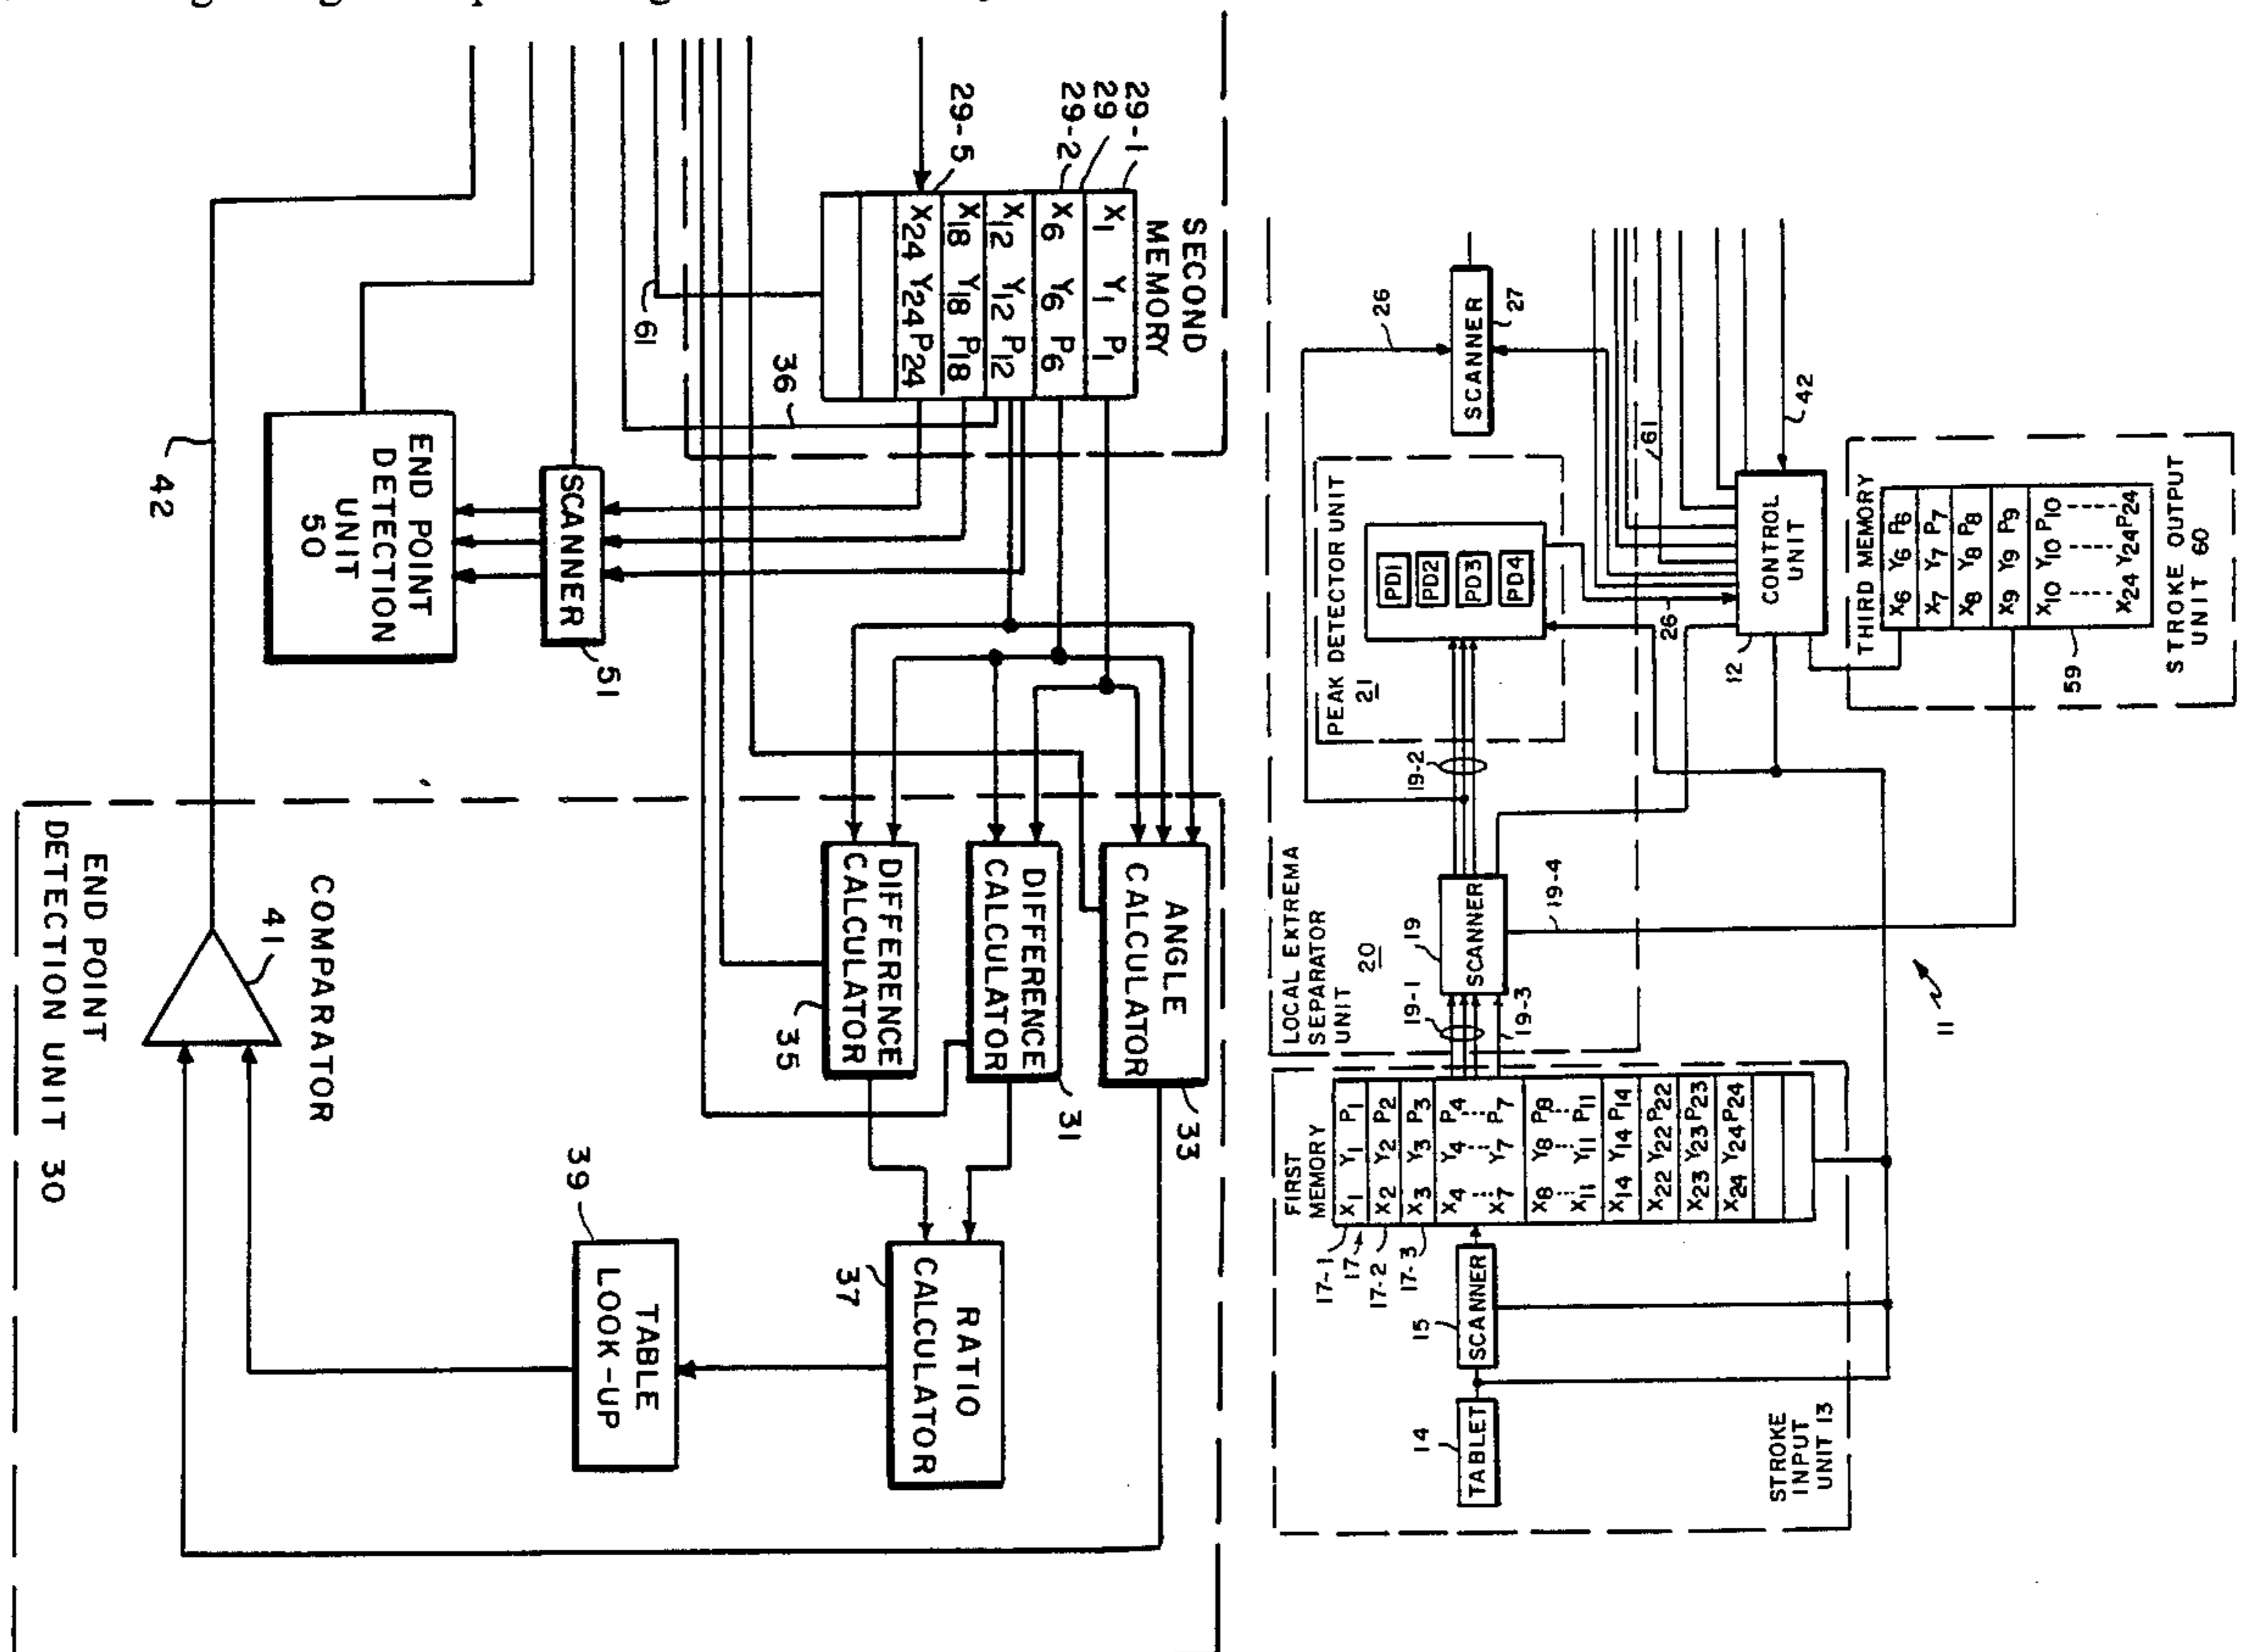 29-1
29
29-2
29-5
SECOND
MEMORY
X1 Y1 P1
X6 Y6 P6
X12 Y12 P12
X18 Y18 P18
X24 Y24 P24
61
36
SCANNER
51
END POINT
DETECTION
UNIT
50
42
ANGLE
CALCULATOR
33
DIFFERENCE
CALCULATOR
31
DIFFERENCE
CALCULATOR
35
RATIO
CALCULATOR
37
TABLE
LOOK-UP
39
COMPARATOR
41
END POINT
DETECTION UNIT 30
STROKE OUTPUT
UNIT 60
THIRD MEMORY
X6 Y6 P6
X7 Y7 P7
X8 Y8 P8
X9 Y9 P9
X10 Y10 P10
X24 Y24 P24
59
42
CONTROL
UNIT
12
61
26
SCANNER
27
26
PEAK DETECTOR UNIT
21
PD1
PD2
PD3
PD4
19-2
LOCAL EXTREMA
SEPARATOR
UNIT
20
SCANNER
19
19-4
19-1
19-3
11
FIRST
MEMORY
X1 Y1 P1
X2 Y2 P2
X3 Y3 P3
X4 Y4 P4
X7 Y7 P7
X8 Y8 P8
X11 Y11 P11
X14 Y14 P14
X22 Y22 P22
X23 Y23 P23
X24 Y24 P24
17-1
17
17-2
17-3
SCANNER
15
TABLET
14
STROKE
INPUT
UNIT 13